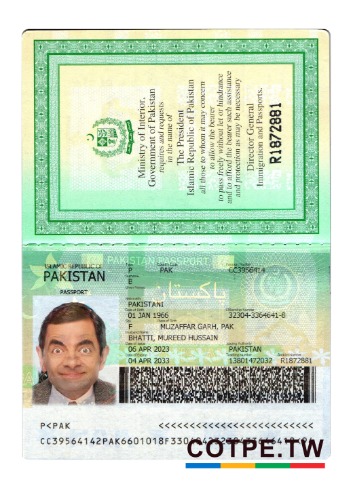 Ministry of Interior,
Government of Pakistan
requires and requests
in the name of
The President
Islamic Republic of Pakistan
all those to whom it may concern
to allow the bearer
to pass freely without let or hindrance
and to afford the bearer such assistance
and protection as may be necessary
Director General
Immigration and Passports.
R1872881
ISLAMIC REPUBLIC OF
PAKISTAN
PASSPORT
PAKISTAN PASSPORT
پاکستان
P PAK CC3956414
E
PAKISTANI
01 JAN 1966 32304-3364641-8
F MUZAFFAR GARH, PAK
BHATTI, MUREED HUSSAIN
06 APR 2023 PAKISTAN
04 APR 2033 13801472032 R1872881
P<PAK <<<<<<<<<<<<<<<<<<<<<<<<<
COTPE.TW